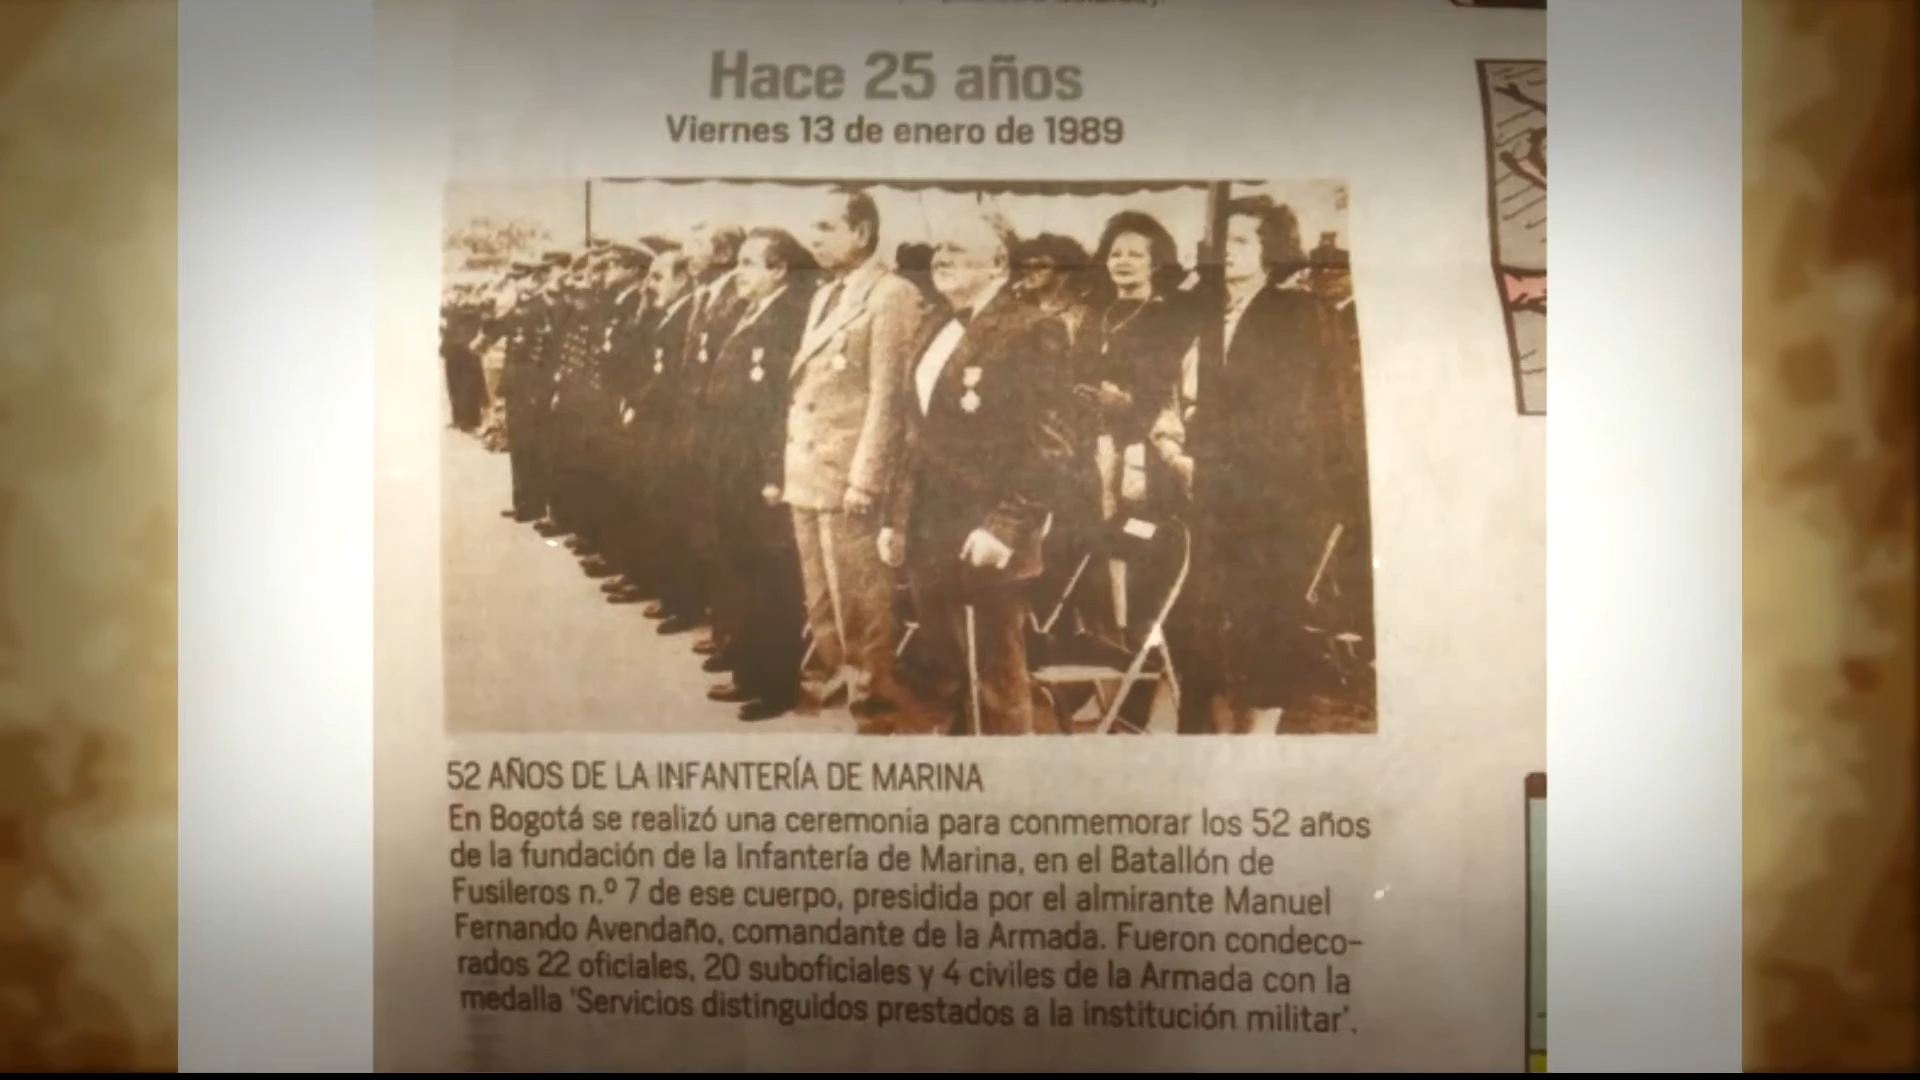 Hace 25 años
Viernes 13 de enero de 1989
52 AÑOS DE LA INFANTERÍA DE MARINA
En Bogotá se realizó una ceremonia para conmemorar los 52 años
de la fundación de la Infantería de Marina, en el Batallón de
Fusileros n.º 7 de ese cuerpo, presidida por el almirante Manuel
Fernando Avendaño, comandante de la Armada. Fueron condeco-
rados 22 oficiales, 20 suboficiales y 4 civiles de la Armada con la
medalla 'Servicios distinguidos prestados a la institución militar'.